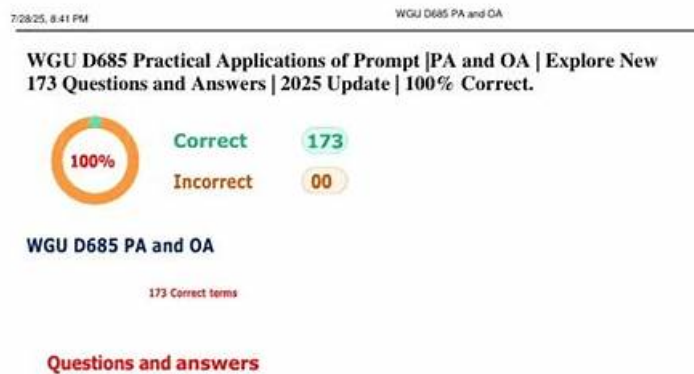 7/28/25, 8:41 PM WGU D685 PA and OA
WGU D685 Practical Applications of Prompt |PA and OA | Explore New
173 Questions and Answers | 2025 Update | 100% Correct.
100%
Correct 173
Incorrect 00
WGU D685 PA and OA
173 Correct terms
Questions and answers